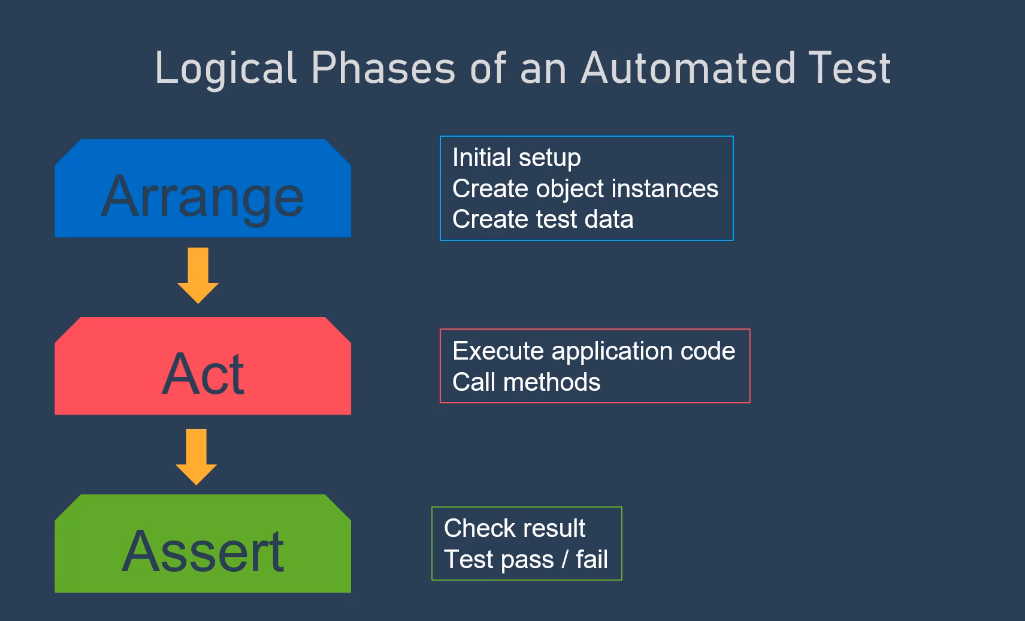 Logical Phases of an Automated Test
Arrange
Initial setup
Create object instances
Create test data
Act
Execute application code
Call methods
Assert
Check result
Test pass / fail